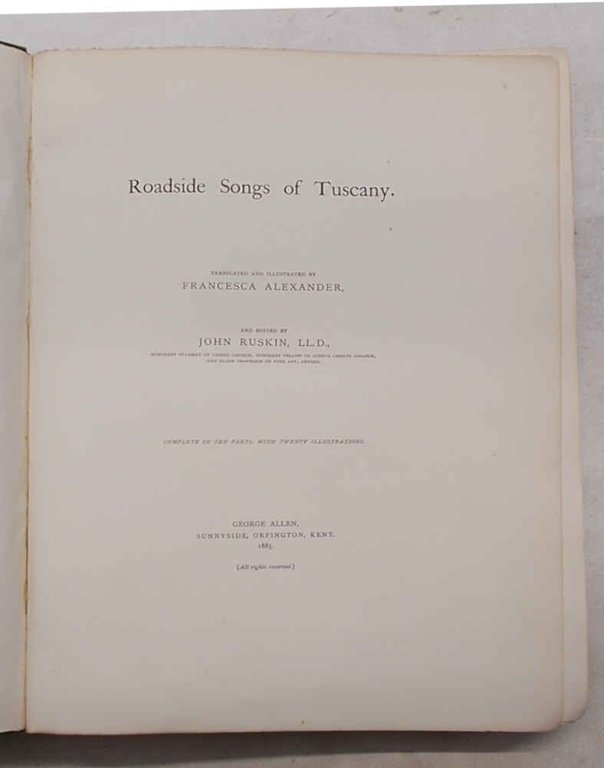 Roadside Songs of Tuscany.
TRANSLATED AND ILLUSTRATED BY
FRANCESCA ALEXANDER,
AND EDITED BY
JOHN RUSKIN, LL.D.,
HONORARY STUDENT OF CHRIST CHURCH, HONORARY FELLOW OF CORPUS CHRISTI COLLEGE,
AND SLADE PROFESSOR OF FINE ART, OXFORD.
COMPLETE IN TEN PARTS, WITH TWENTY ILLUSTRATIONS.
GEORGE ALLEN,
SUNNYSIDE, ORPINGTON, KENT.
1885.
[All rights reserved.]